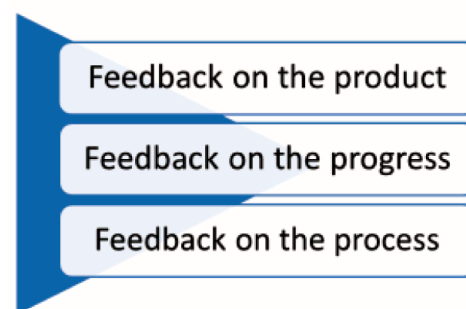 Feedback on the product
Feedback on the progress
Feedback on the process